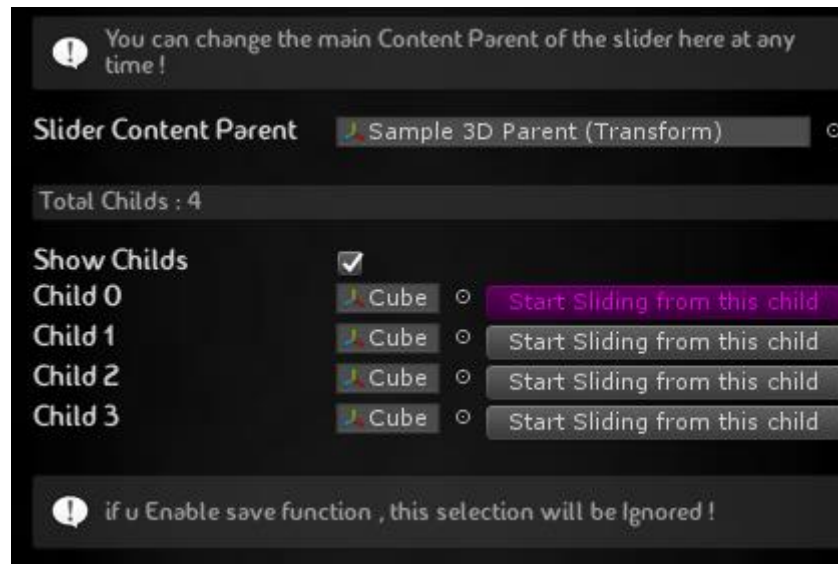 You can change the main Content Parent of the slider here at any
time !
Slider Content Parent Sample 3D Parent (Transform)
Total Childs : 4
Show Childs
Child 0 Cube Start Sliding from this child
Child 1 Cube Start Sliding from this child
Child 2 Cube Start Sliding from this child
Child 3 Cube Start Sliding from this child
if u Enable save function , this selection will be Ignored !